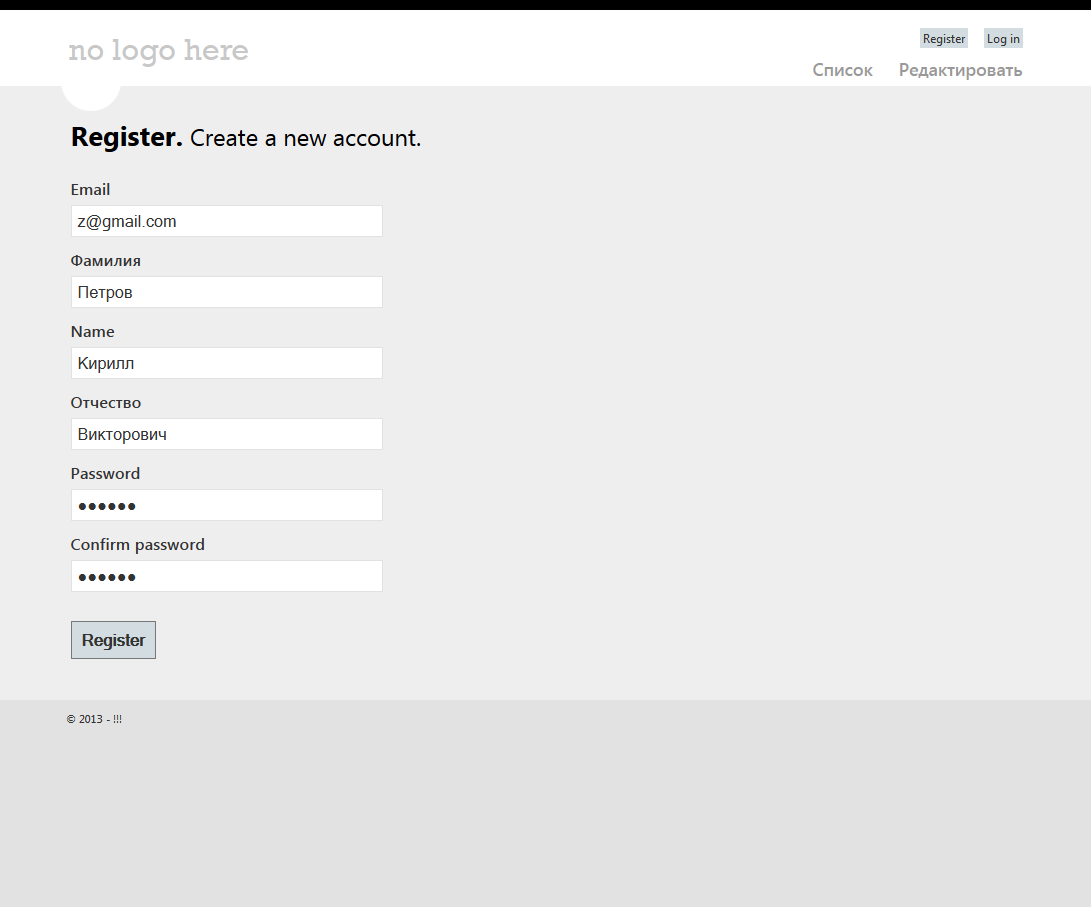 no logo here
Register Log in
Список Редактировать
Register. Create a new account.
Email
z@gmail.com
Фамилия
Петров
Name
Кирилл
Отчество
Викторович
Password
●●●●●●
Confirm password
●●●●●●
Register
© 2013 - !!!